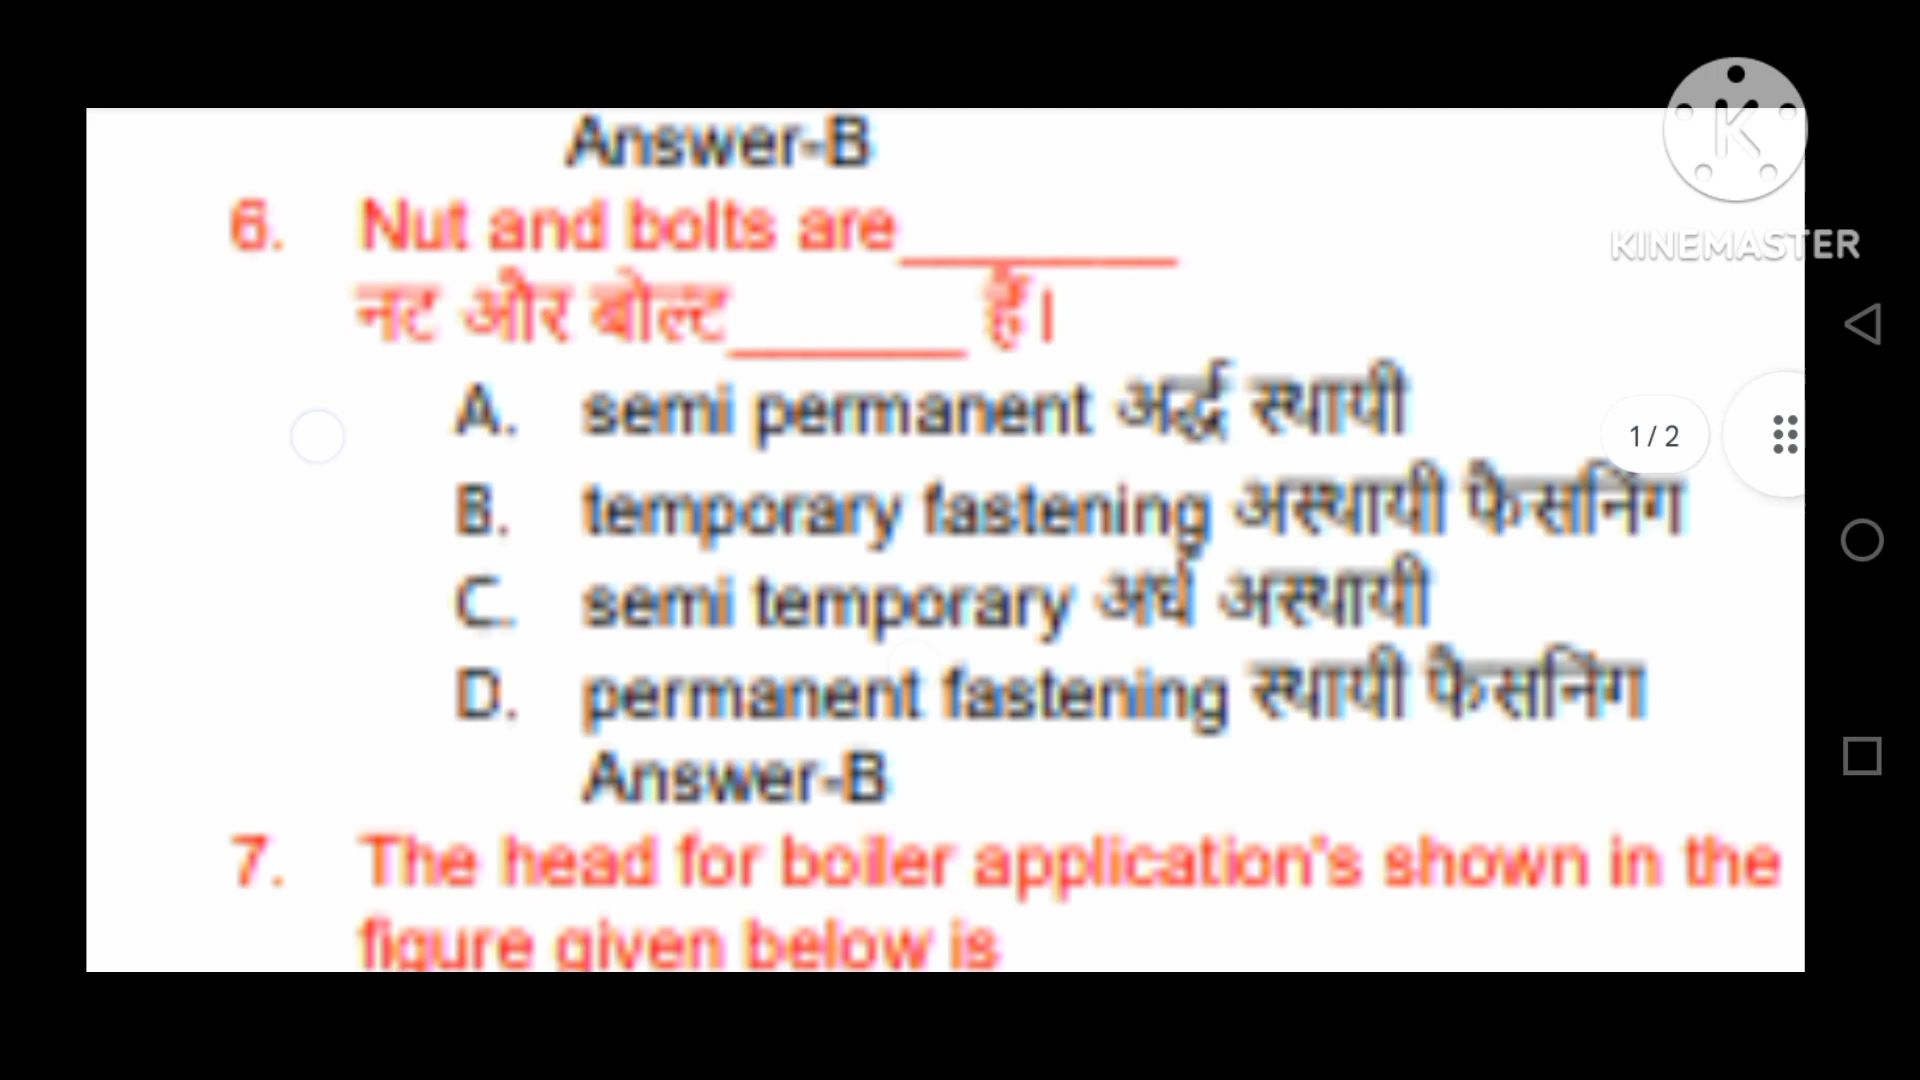 Answer-B
6. Nut and bolts are________
नट और बोल्ट_______ हैं।
A. semi permanent अर्द्ध स्थायी
B. temporary fastening अस्थायी फैसनिंग
C. semi temporary अर्ध अस्थायी
D. permanent fastening स्थायी फैसनिंग
Answer-B
7. The head for boiler application's shown in the
figure given below is
K
KINEMASTER
1 / 2